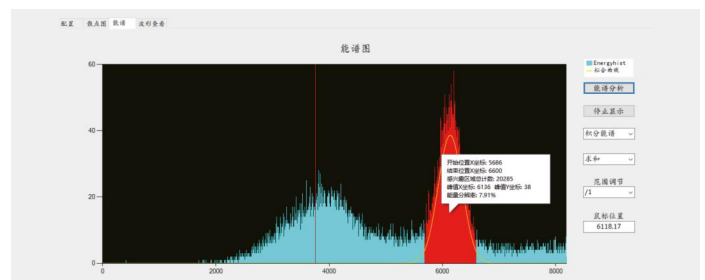 配置 散点图 能谱 波形查看
能谱图
60
40
20
0
0 2000 4000 6000 8000
开始位置X坐标: 5686
结束位置X坐标: 6600
感兴趣区域总计数: 20285
峰值X坐标: 6136 峰值Y坐标: 38
能量分辨率: 7.91%
Energyhist
拟合曲线
能谱分析
停止显示
积分能谱
求和
范围调节
/1
鼠标位置
6118.17